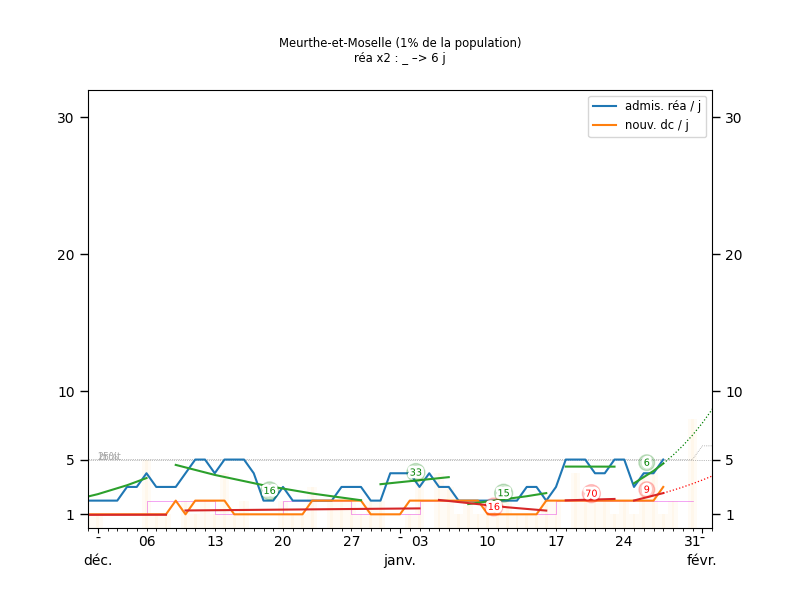 Meurthe-et-Moselle (1% de la population)
réa x2 : _ –> 6 j
admis. réa / j
nouv. dc / j
30 30
20 20
10 10
5 5
1 1
33
16
15
16
70
6
9
- 06 13 20 27 - 03 10 17 24 31-
déc. janv. févr.